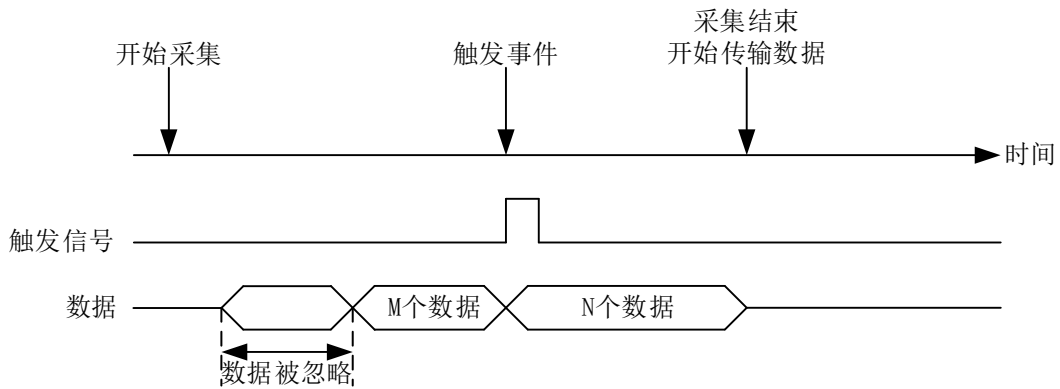 采集结束
开始采集
触发事件
开始传输数据
时间
触发信号
数据
M个数据
N个数据
数据被忽略